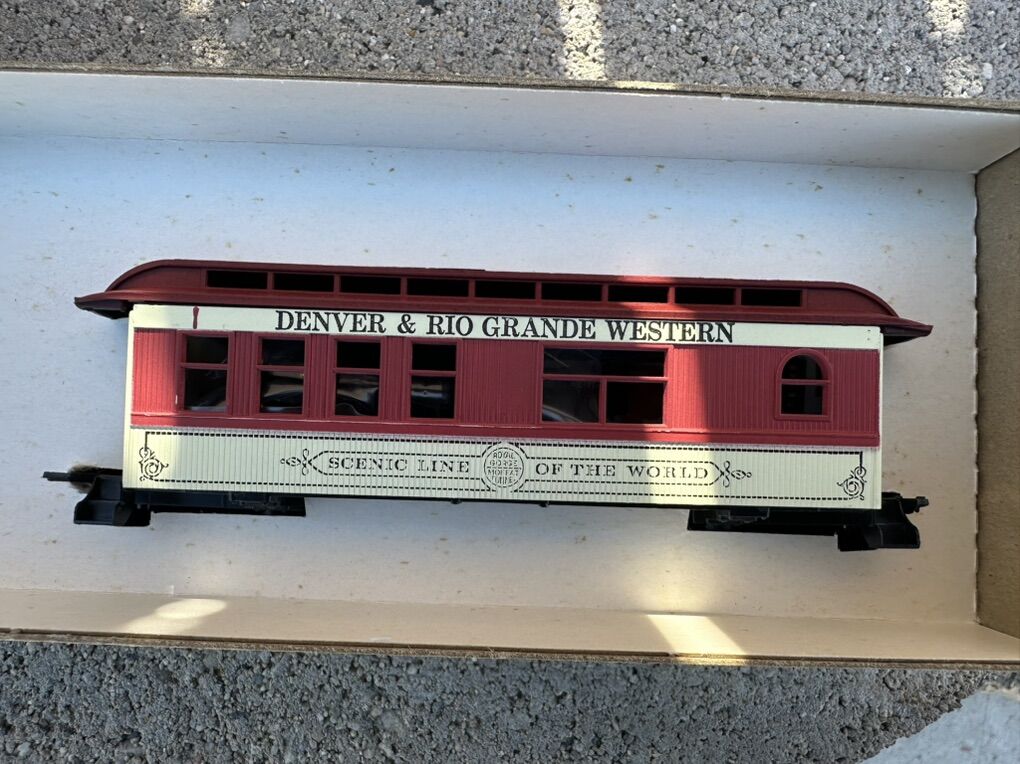 DENVER & RIO GRANDE WESTERN
SCENIC LINE
ROYAL
GORGE
MOFFAT
TUNNEL
OF THE WORLD